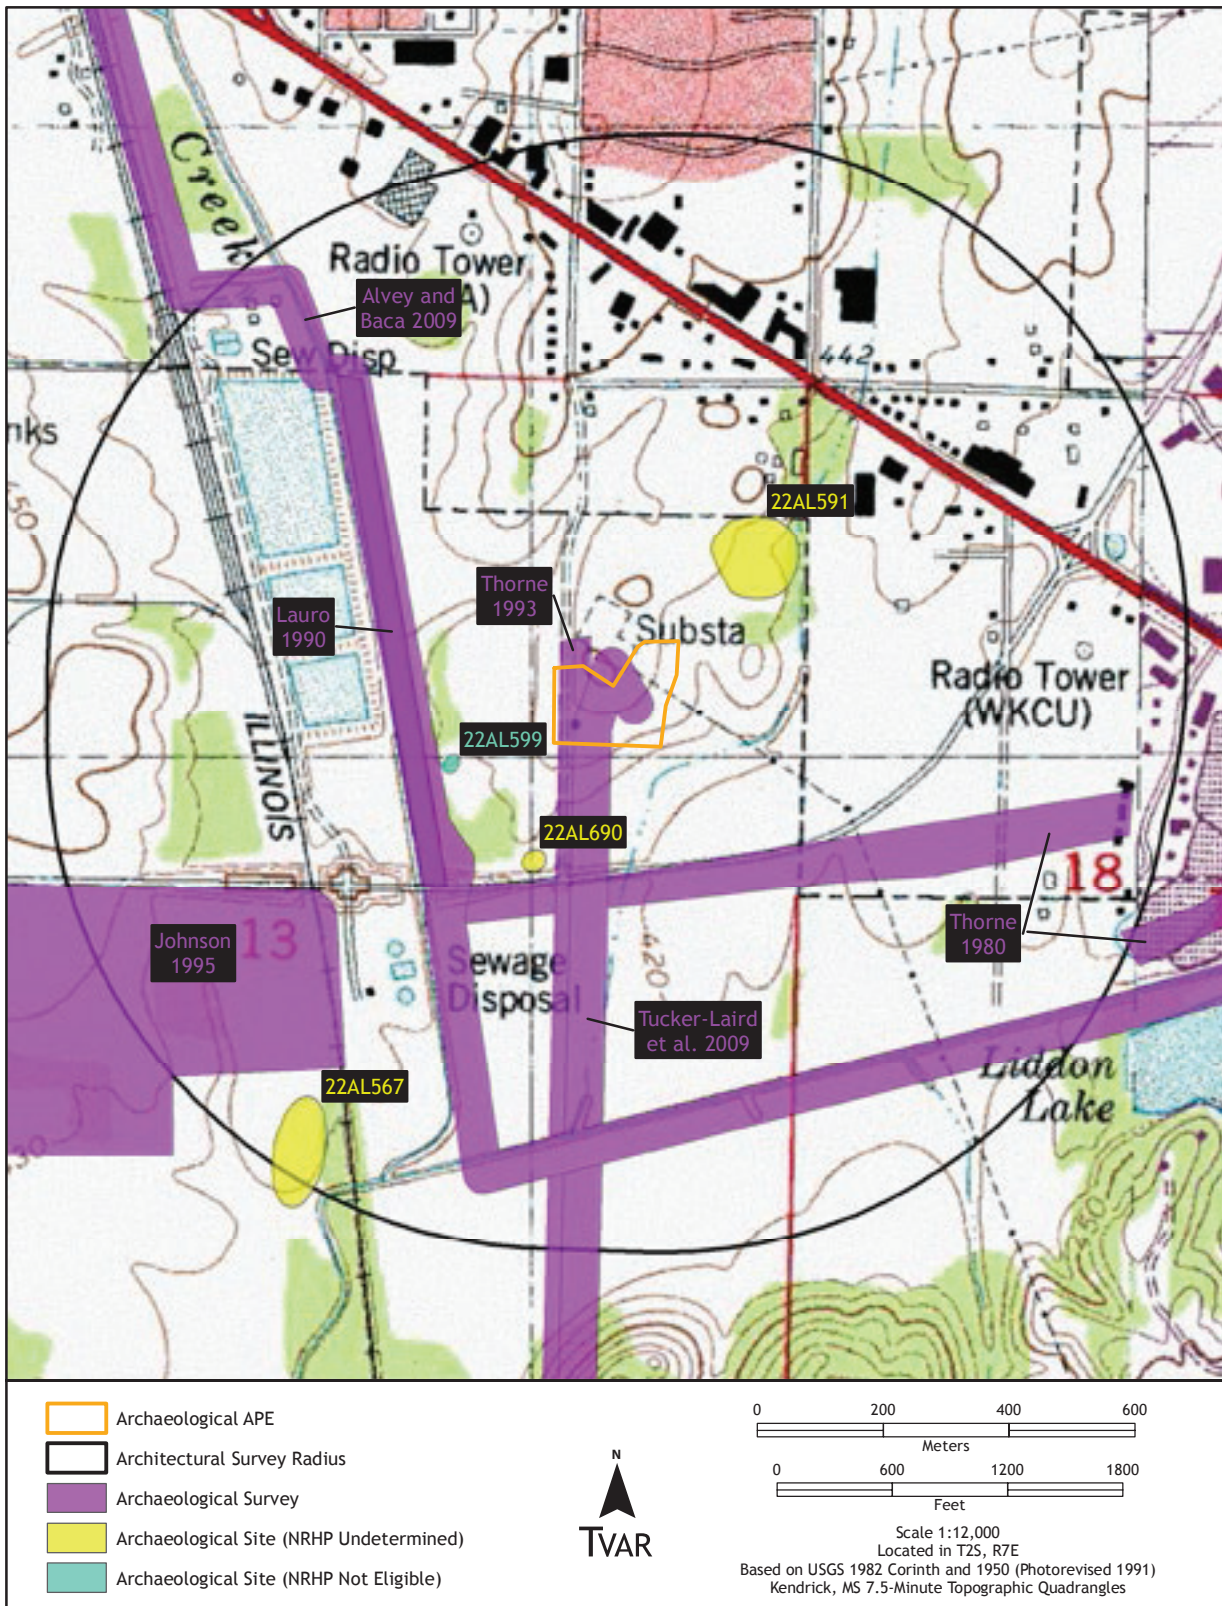 Creek
Radio Tower
A)
Alvey and
Baca 2009
Sew Disp
442
nks
450
22AL591
Thorne
1993
Lauro
1990
Substa
Radio Tower
(WKCU)
ILLINOIS
22AL599
22AL690
18
Johnson
1995
13
Thorne
1980
420
Sewage
Disposal
Tucker-Laird
et al. 2009
Liddon
Lake
22AL567
430
450
Archaeological APE
Architectural Survey Radius
Archaeological Survey
Archaeological Site (NRHP Undetermined)
Archaeological Site (NRHP Not Eligible)
N
TVAR
0 200 400 600
Meters
0 600 1200 1800
Feet
Scale 1:12,000
Located in T2S, R7E
Based on USGS 1982 Corinth and 1950 (Photorevised 1991)
Kendrick, MS 7.5-Minute Topographic Quadrangles